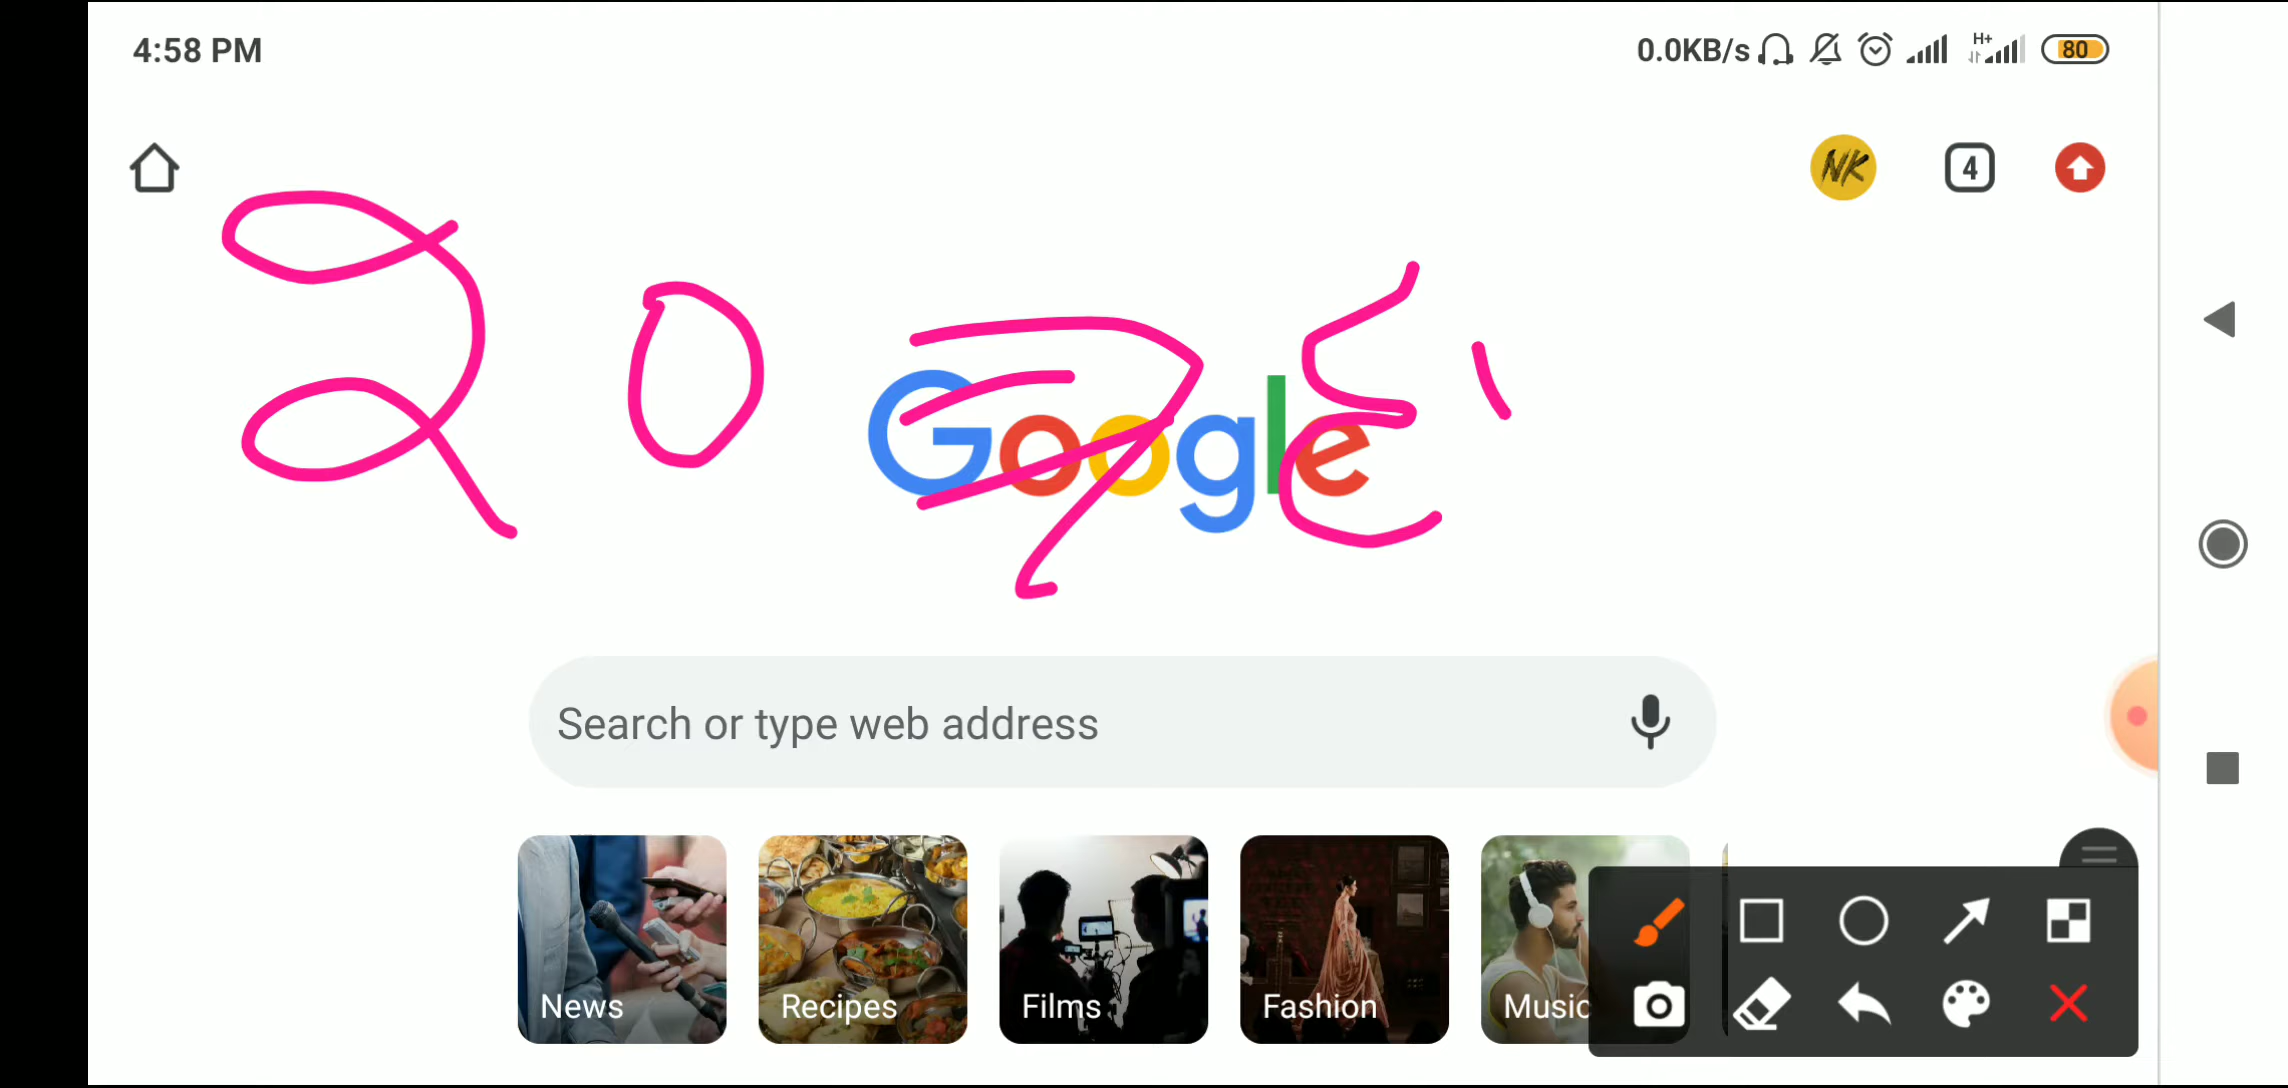 4:58 PM
0.0KB/s H+ 80
NK 4
Google
Search or type web address
News Recipes Films Fashion Music